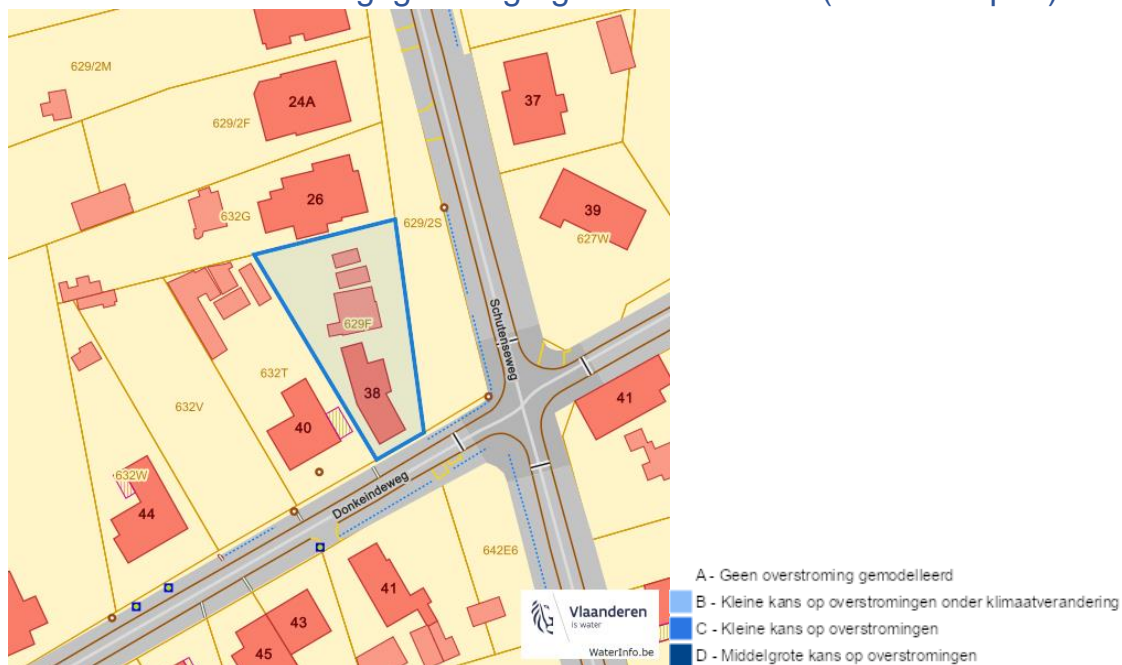 629/2M
24A
37
629/2F
26
39
632G
629/2S
627W
629F
Schutenseweg
632T
38
41
632V
40
632W
44
Donkeindeweg
642E6
41
43
45
Vlaanderen
is water
WaterInfo.be
A - Geen overstroming gemodelleerd
B - Kleine kans op overstromingen onder klimaatverandering
C - Kleine kans op overstromingen
D - Middelgrote kans op overstromingen